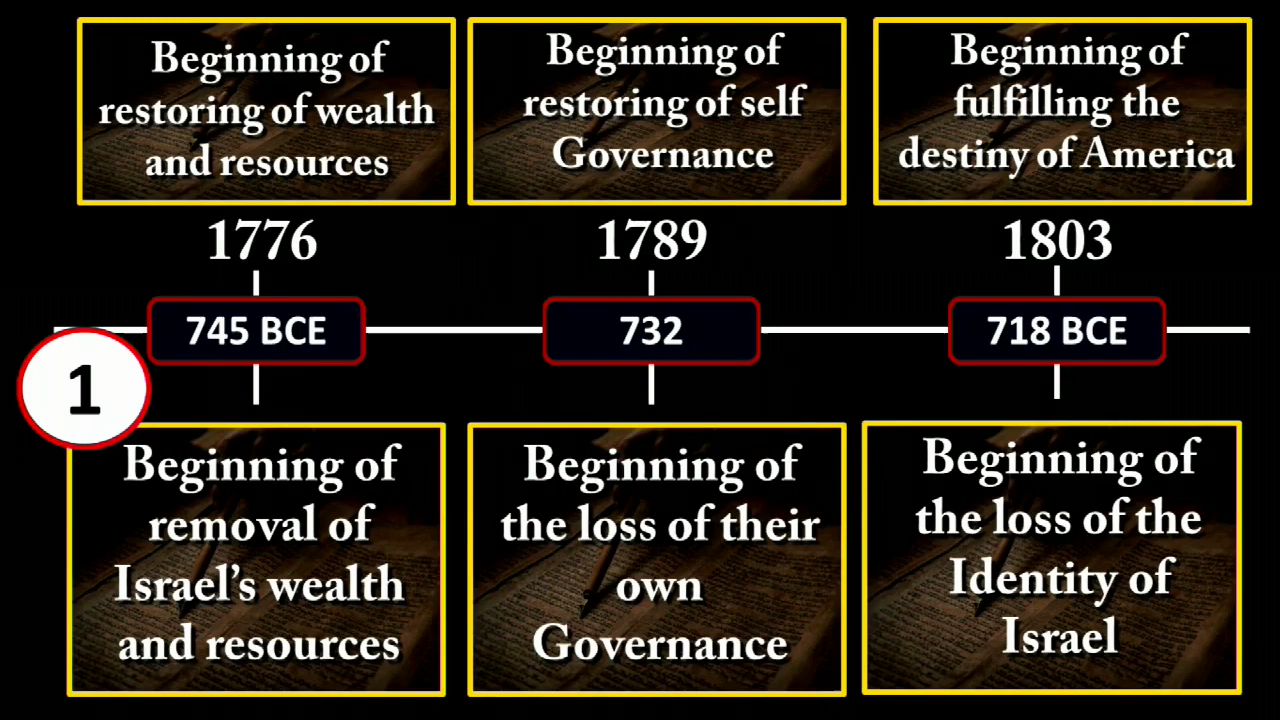 Beginning of
restoring of wealth
and resources
Beginning of
restoring of self
Governance
Beginning of
fulfilling the
destiny of America
1776
1789
1803
745 BCE
732
718 BCE
1
Beginning of
removal of
Israel’s wealth
and resources
Beginning of
the loss of their
own
Governance
Beginning of
the loss of the
Identity of
Israel